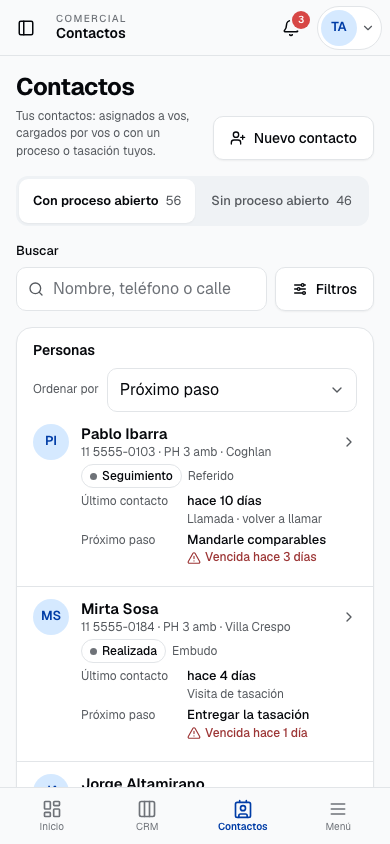 COMERCIAL
Contactos
3
TA
Contactos
Tus contactos: asignados a vos,
cargados por vos o con un
proceso o tasación tuyos.
Nuevo contacto
Con proceso abierto 56
Sin proceso abierto 46
Buscar
Nombre, teléfono o calle
Filtros
Personas
Ordenar por
Próximo paso
PI
Pablo Ibarra
11 5555-0103 · PH 3 amb · Coghlan
Seguimiento Referido
Último contacto hace 10 días
Llamada · volver a llamar
Próximo paso Mandarle comparables
Vencida hace 3 días
MS
Mirta Sosa
11 5555-0184 · PH 3 amb · Villa Crespo
Realizada Embudo
Último contacto hace 4 días
Visita de tasación
Próximo paso Entregar la tasación
Vencida hace 1 día
Jorge Altamirano
Inicio
CRM
Contactos
Menú